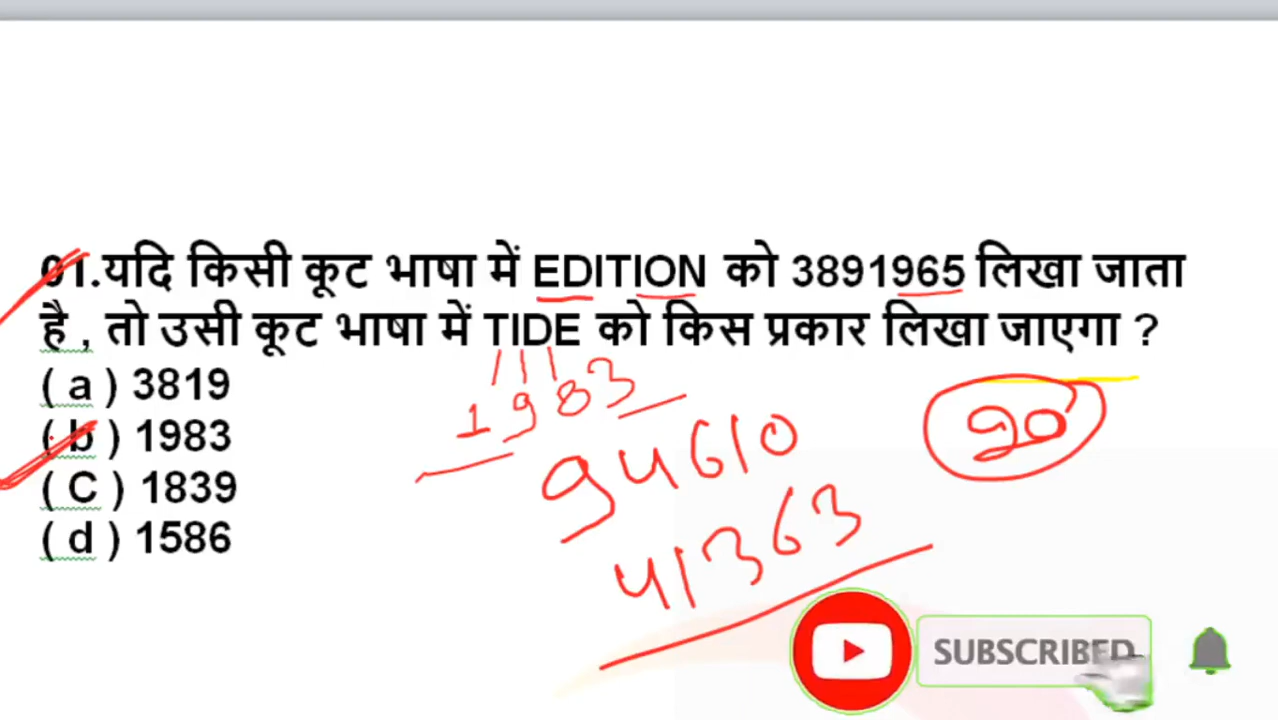 01.यदि किसी कूट भाषा में EDITION को 3891965 लिखा जाता
है , तो उसी कूट भाषा में TIDE को किस प्रकार लिखा जाएगा ?
( a ) 3819
( b ) 1983
( C ) 1839
( d ) 1586
1983
94610
41363
SUBSCRIBED